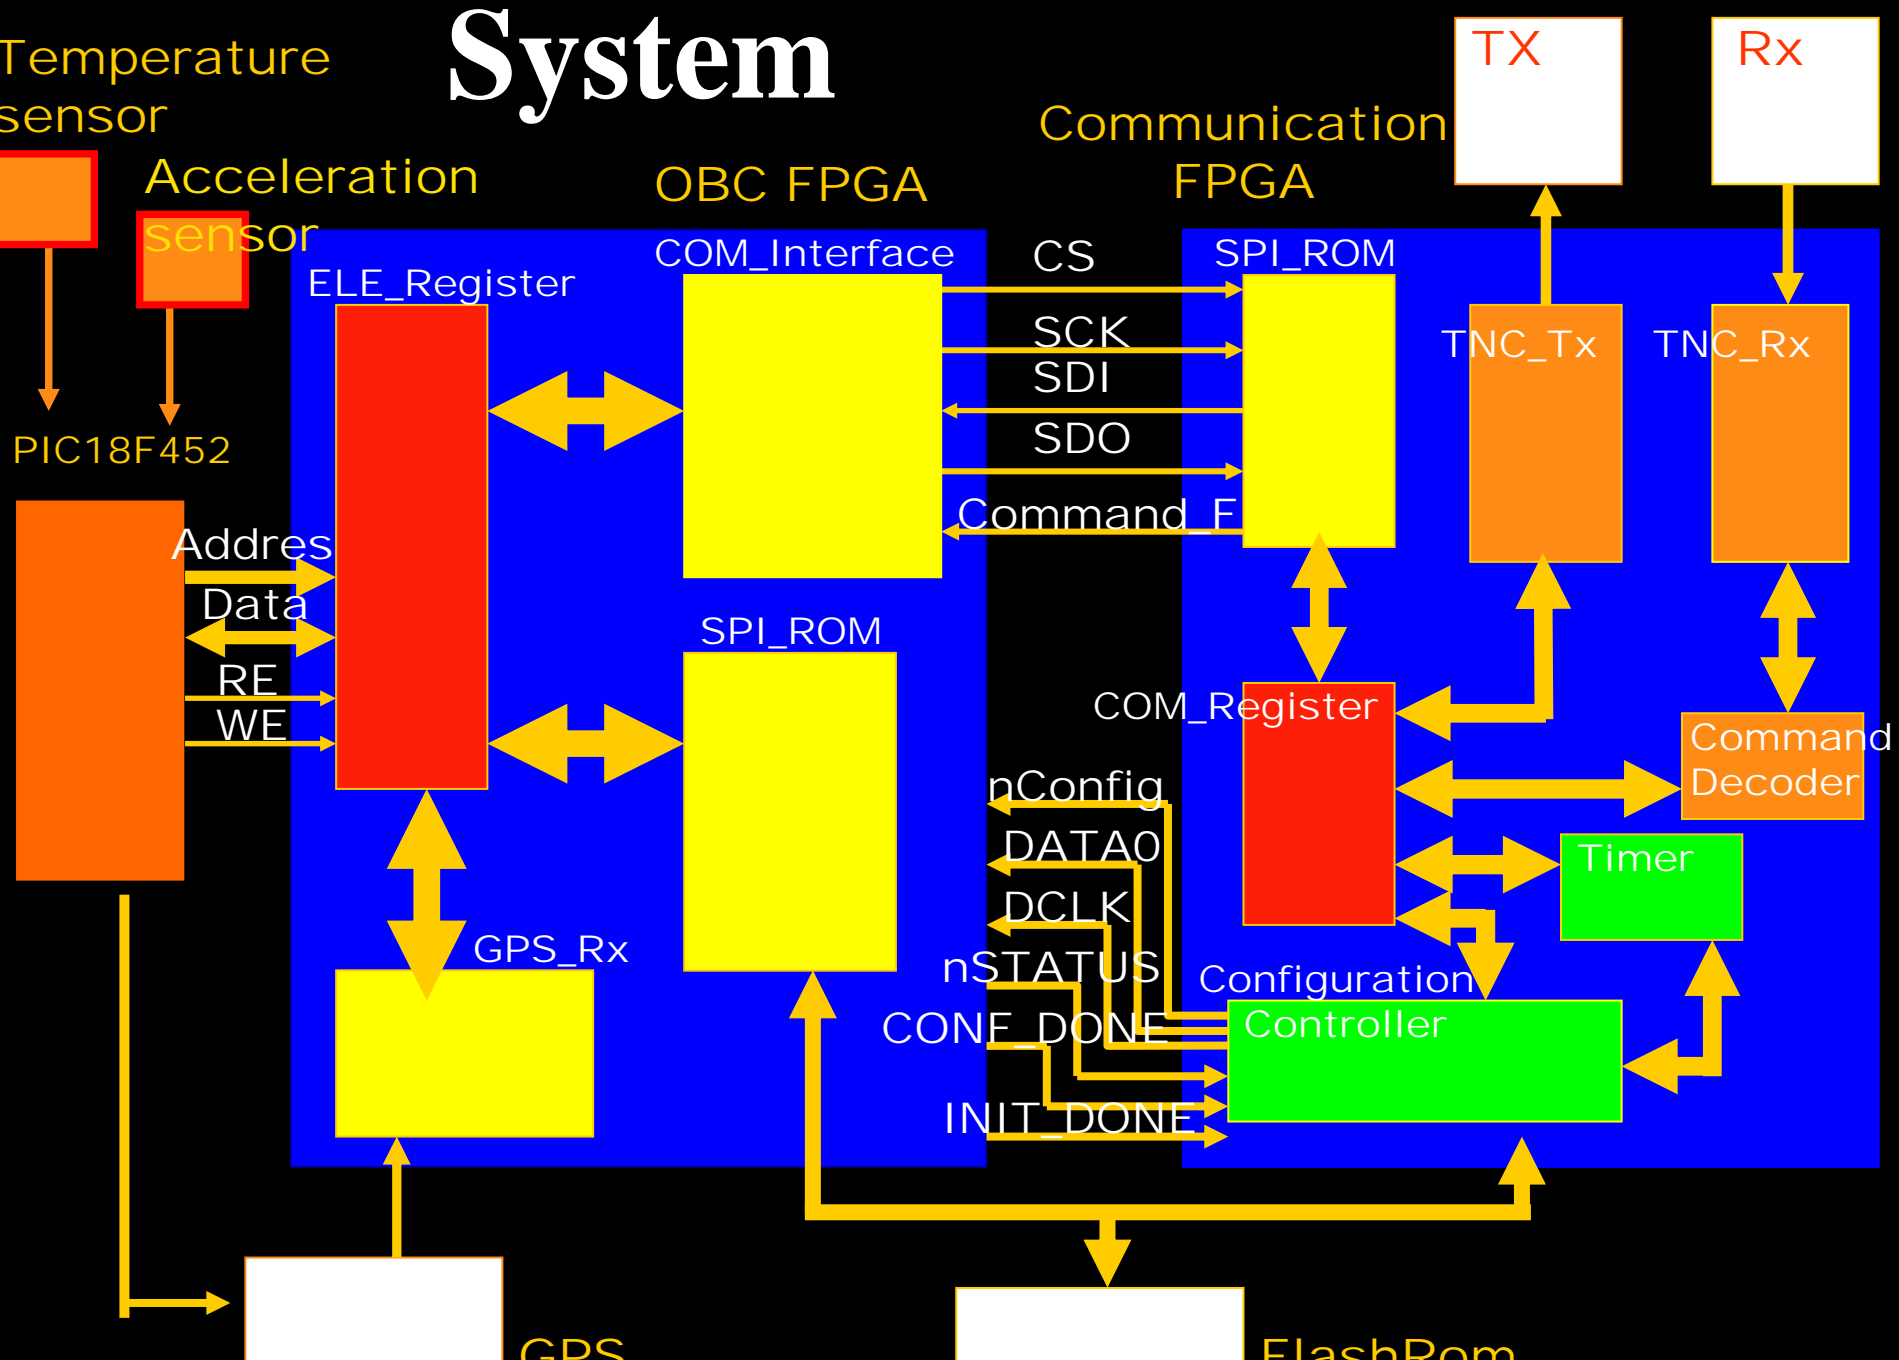 System
TX
Rx
Temperature
sensor
Communication
FPGA
Acceleration
sensor
OBC FPGA
COM_Interface
CS
SPI_ROM
ELE_Register
SCK
TNC_Tx
TNC_Rx
SDI
SDO
PIC18F452
Command_F
Addres
Data
SPI_ROM
RE
WE
COM_Register
Command
Decoder
nConfig
DATA0
Timer
DCLK
GPS_Rx
nSTATUS
Configuration
Controller
CONF_DONE
INIT_DONE
GPS
FlashRom